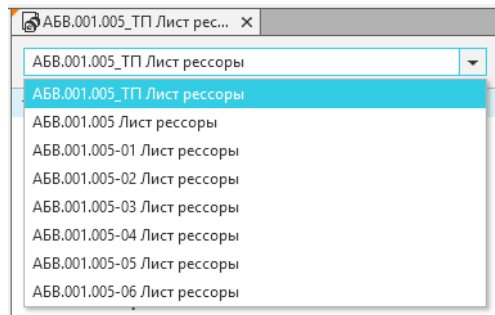 АБВ.001.005_ТП Лист рес...
АБВ.001.005_ТП Лист рессоры
АБВ.001.005_ТП Лист рессоры
АБВ.001.005 Лист рессоры
АБВ.001.005-01 Лист рессоры
АБВ.001.005-02 Лист рессоры
АБВ.001.005-03 Лист рессоры
АБВ.001.005-04 Лист рессоры
АБВ.001.005-05 Лист рессоры
АБВ.001.005-06 Лист рессоры